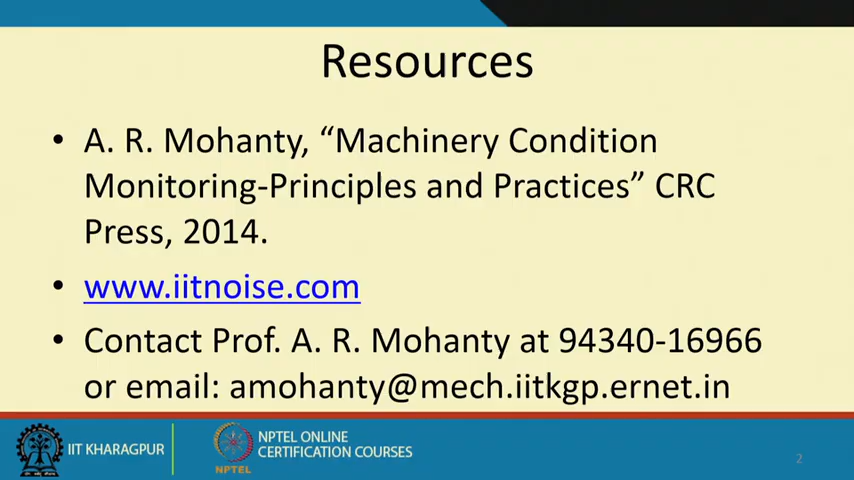 Resources
• A. R. Mohanty, “Machinery Condition
Monitoring-Principles and Practices” CRC
Press, 2014.
• www.iitnoise.com
• Contact Prof. A. R. Mohanty at 94340-16966
or email: amohanty@mech.iitkgp.ernet.in
IIT KHARAGPUR
NPTEL
NPTEL ONLINE
CERTIFICATION COURSES
2